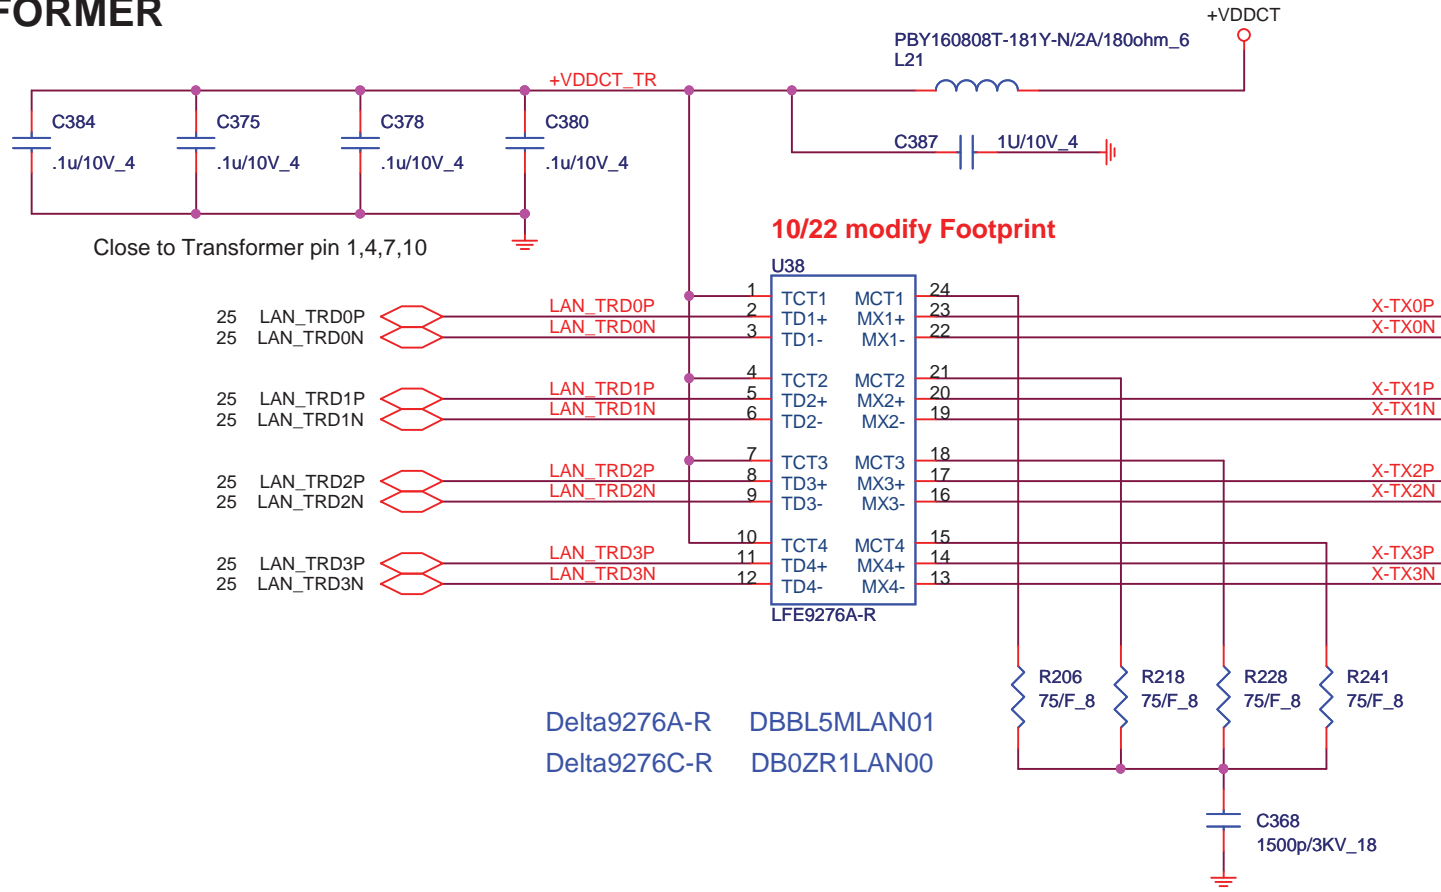 FORMER
+VDDCT
PBY160808T-181Y-N/2A/180ohm_6
L21
+VDDCT_TR
C384
.1u/10V_4
C375
.1u/10V_4
C378
.1u/10V_4
C380
.1u/10V_4
C387
1U/10V_4
Close to Transformer pin 1,4,7,10
10/22 modify Footprint
U38
1 TCT1 MCT1 24
25 LAN_TRD0P LAN_TRD0P 2 TD1+ MX1+ 23 X-TX0P
25 LAN_TRD0N LAN_TRD0N 3 TD1- MX1- 22 X-TX0N
4 TCT2 MCT2 21
25 LAN_TRD1P LAN_TRD1P 5 TD2+ MX2+ 20 X-TX1P
25 LAN_TRD1N LAN_TRD1N 6 TD2- MX2- 19 X-TX1N
7 TCT3 MCT3 18
25 LAN_TRD2P LAN_TRD2P 8 TD3+ MX3+ 17 X-TX2P
25 LAN_TRD2N LAN_TRD2N 9 TD3- MX3- 16 X-TX2N
10 TCT4 MCT4 15
25 LAN_TRD3P LAN_TRD3P 11 TD4+ MX4+ 14 X-TX3P
25 LAN_TRD3N LAN_TRD3N 12 TD4- MX4- 13 X-TX3N
LFE9276A-R
R206
75/F_8
R218
75/F_8
R228
75/F_8
R241
75/F_8
Delta9276A-R DBBL5MLAN01
Delta9276C-R DB0ZR1LAN00
C368
1500p/3KV_18